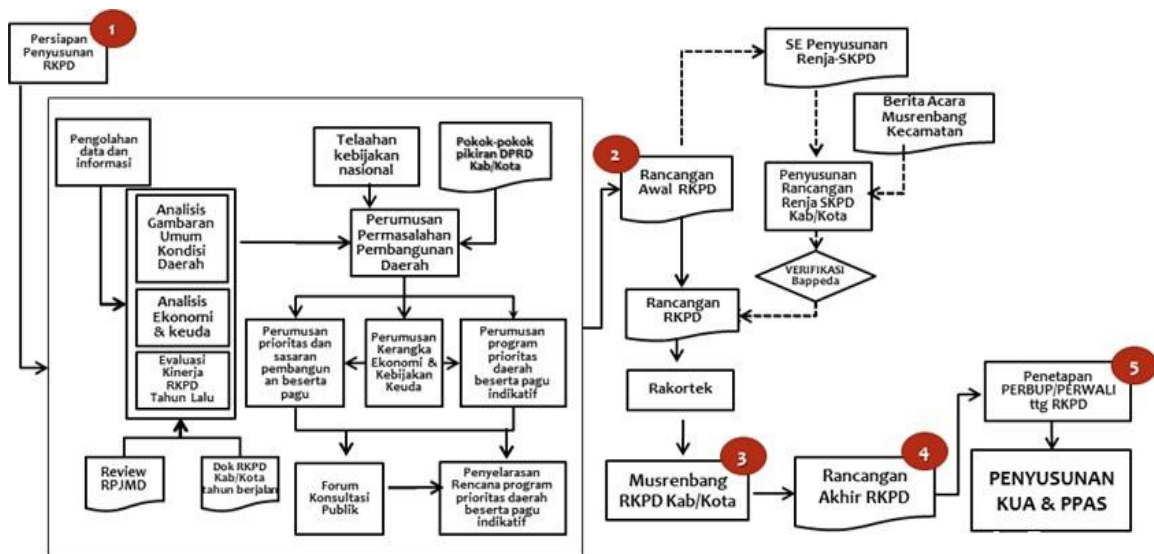 1
Persiapan
Penyusunan
RKPD
Pengolahan
data dan
informasi
Analisis
Gambaran
Umum
Kondisi
Daerah
Analisis
Ekonomi
& keuda
Evaluasi
Kinerja
RKPD
Tahun Lalu
Review
RPJMD
Dok RKPD
Kab/Kota
tahun berjalan
Telaahan
kebijakan
nasional
Pokok-pokok
pikiran DPRD
Kab/Kota
Perumusan
Permasalahan
Pembangunan
Daerah
Perumusan
prioritas dan
sasaran
pembangun
an beserta
pagu
Perumusan
Kerangka
Ekonomi &
Kebijakan
Keuda
Perumusan
program
prioritas
daerah
beserta pagu
indikatif
Forum
Konsultasi
Publik
Penyelarasan
Rencana program
prioritas daerah
beserta pagu
indikatif
2
Rancangan
Awal RKPD
SE Penyusunan
Renja-SKPD
Berita Acara
Musrenbang
Kecamatan
Penyusunan
Rancangan
Renja SKPD
Kab/Kota
VERIFIKASI
Bappeda
Rancangan
RKPD
Rakortek
3
Musrenbang
RKPD Kab/Kota
4
Rancangan
Akhir RKPD
5
Penetapan
PERBUP/PERWALI
ttg RKPD
PENYUSUNAN
KUA & PPAS